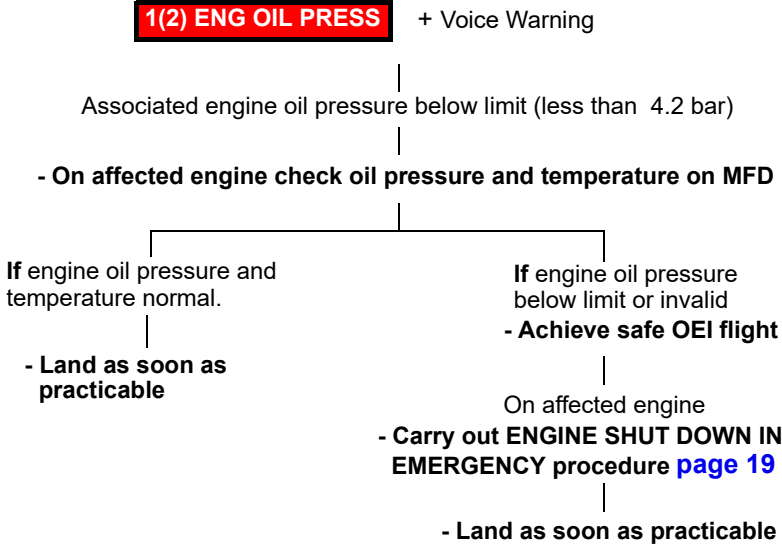 1(2) ENG OIL PRESS + Voice Warning
Associated engine oil pressure below limit (less than 4.2 bar)
- On affected engine check oil pressure and temperature on MFD
If engine oil pressure and
temperature normal.
- Land as soon as
practicable
If engine oil pressure
below limit or invalid
- Achieve safe OEI flight
On affected engine
- Carry out ENGINE SHUT DOWN IN
EMERGENCY procedure page 19
- Land as soon as practicable